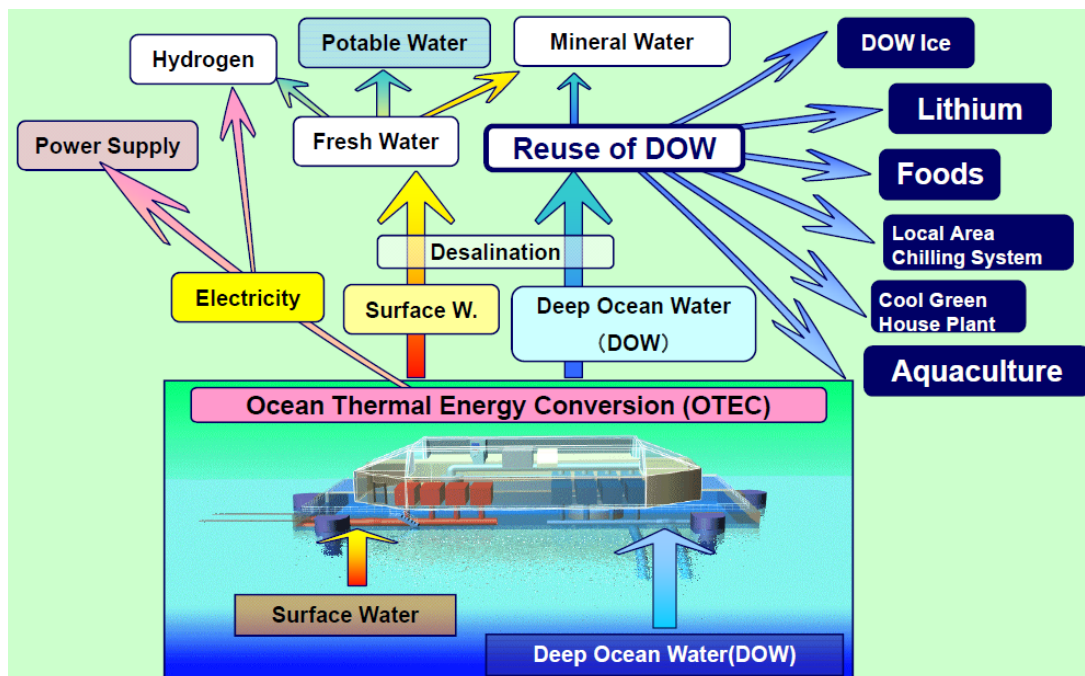 Potable Water
Mineral Water
DOW Ice
Hydrogen
Lithium
Power Supply
Fresh Water
Reuse of DOW
Foods
Local Area
Chilling System
Desalination
Electricity
Surface W.
Deep Ocean Water
（DOW）
Cool Green
House Plant
Aquaculture
Ocean Thermal Energy Conversion (OTEC)
Surface Water
Deep Ocean Water(DOW)